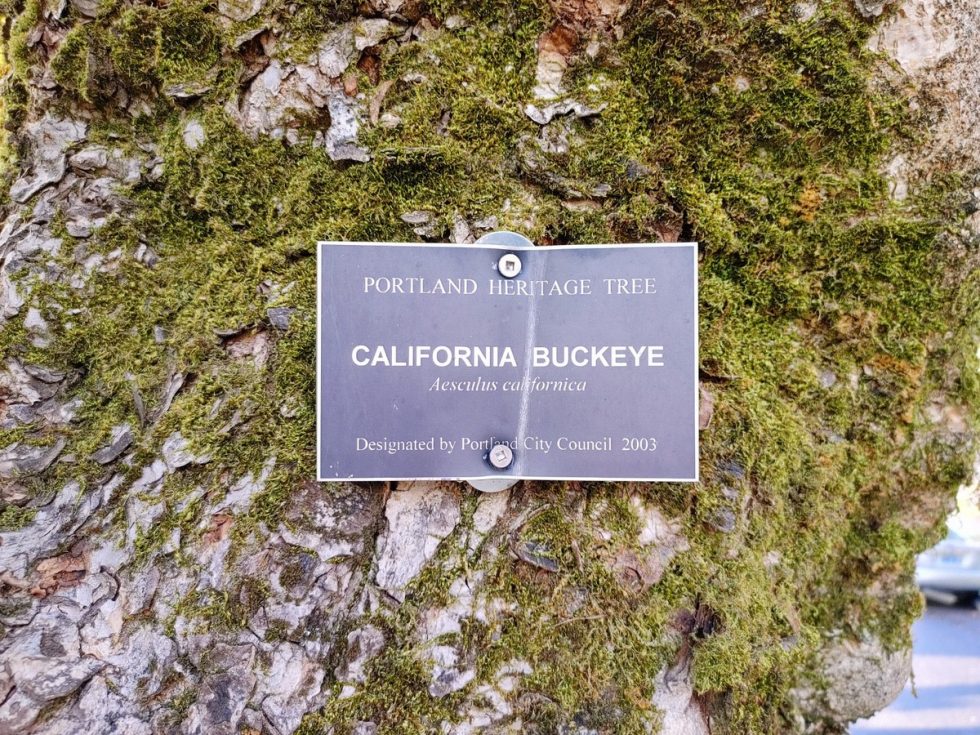 PORTLAND HERITAGE TREE
CALIFORNIA BUCKEYE
Aesculus californica
Designated by Portland City Council 2003